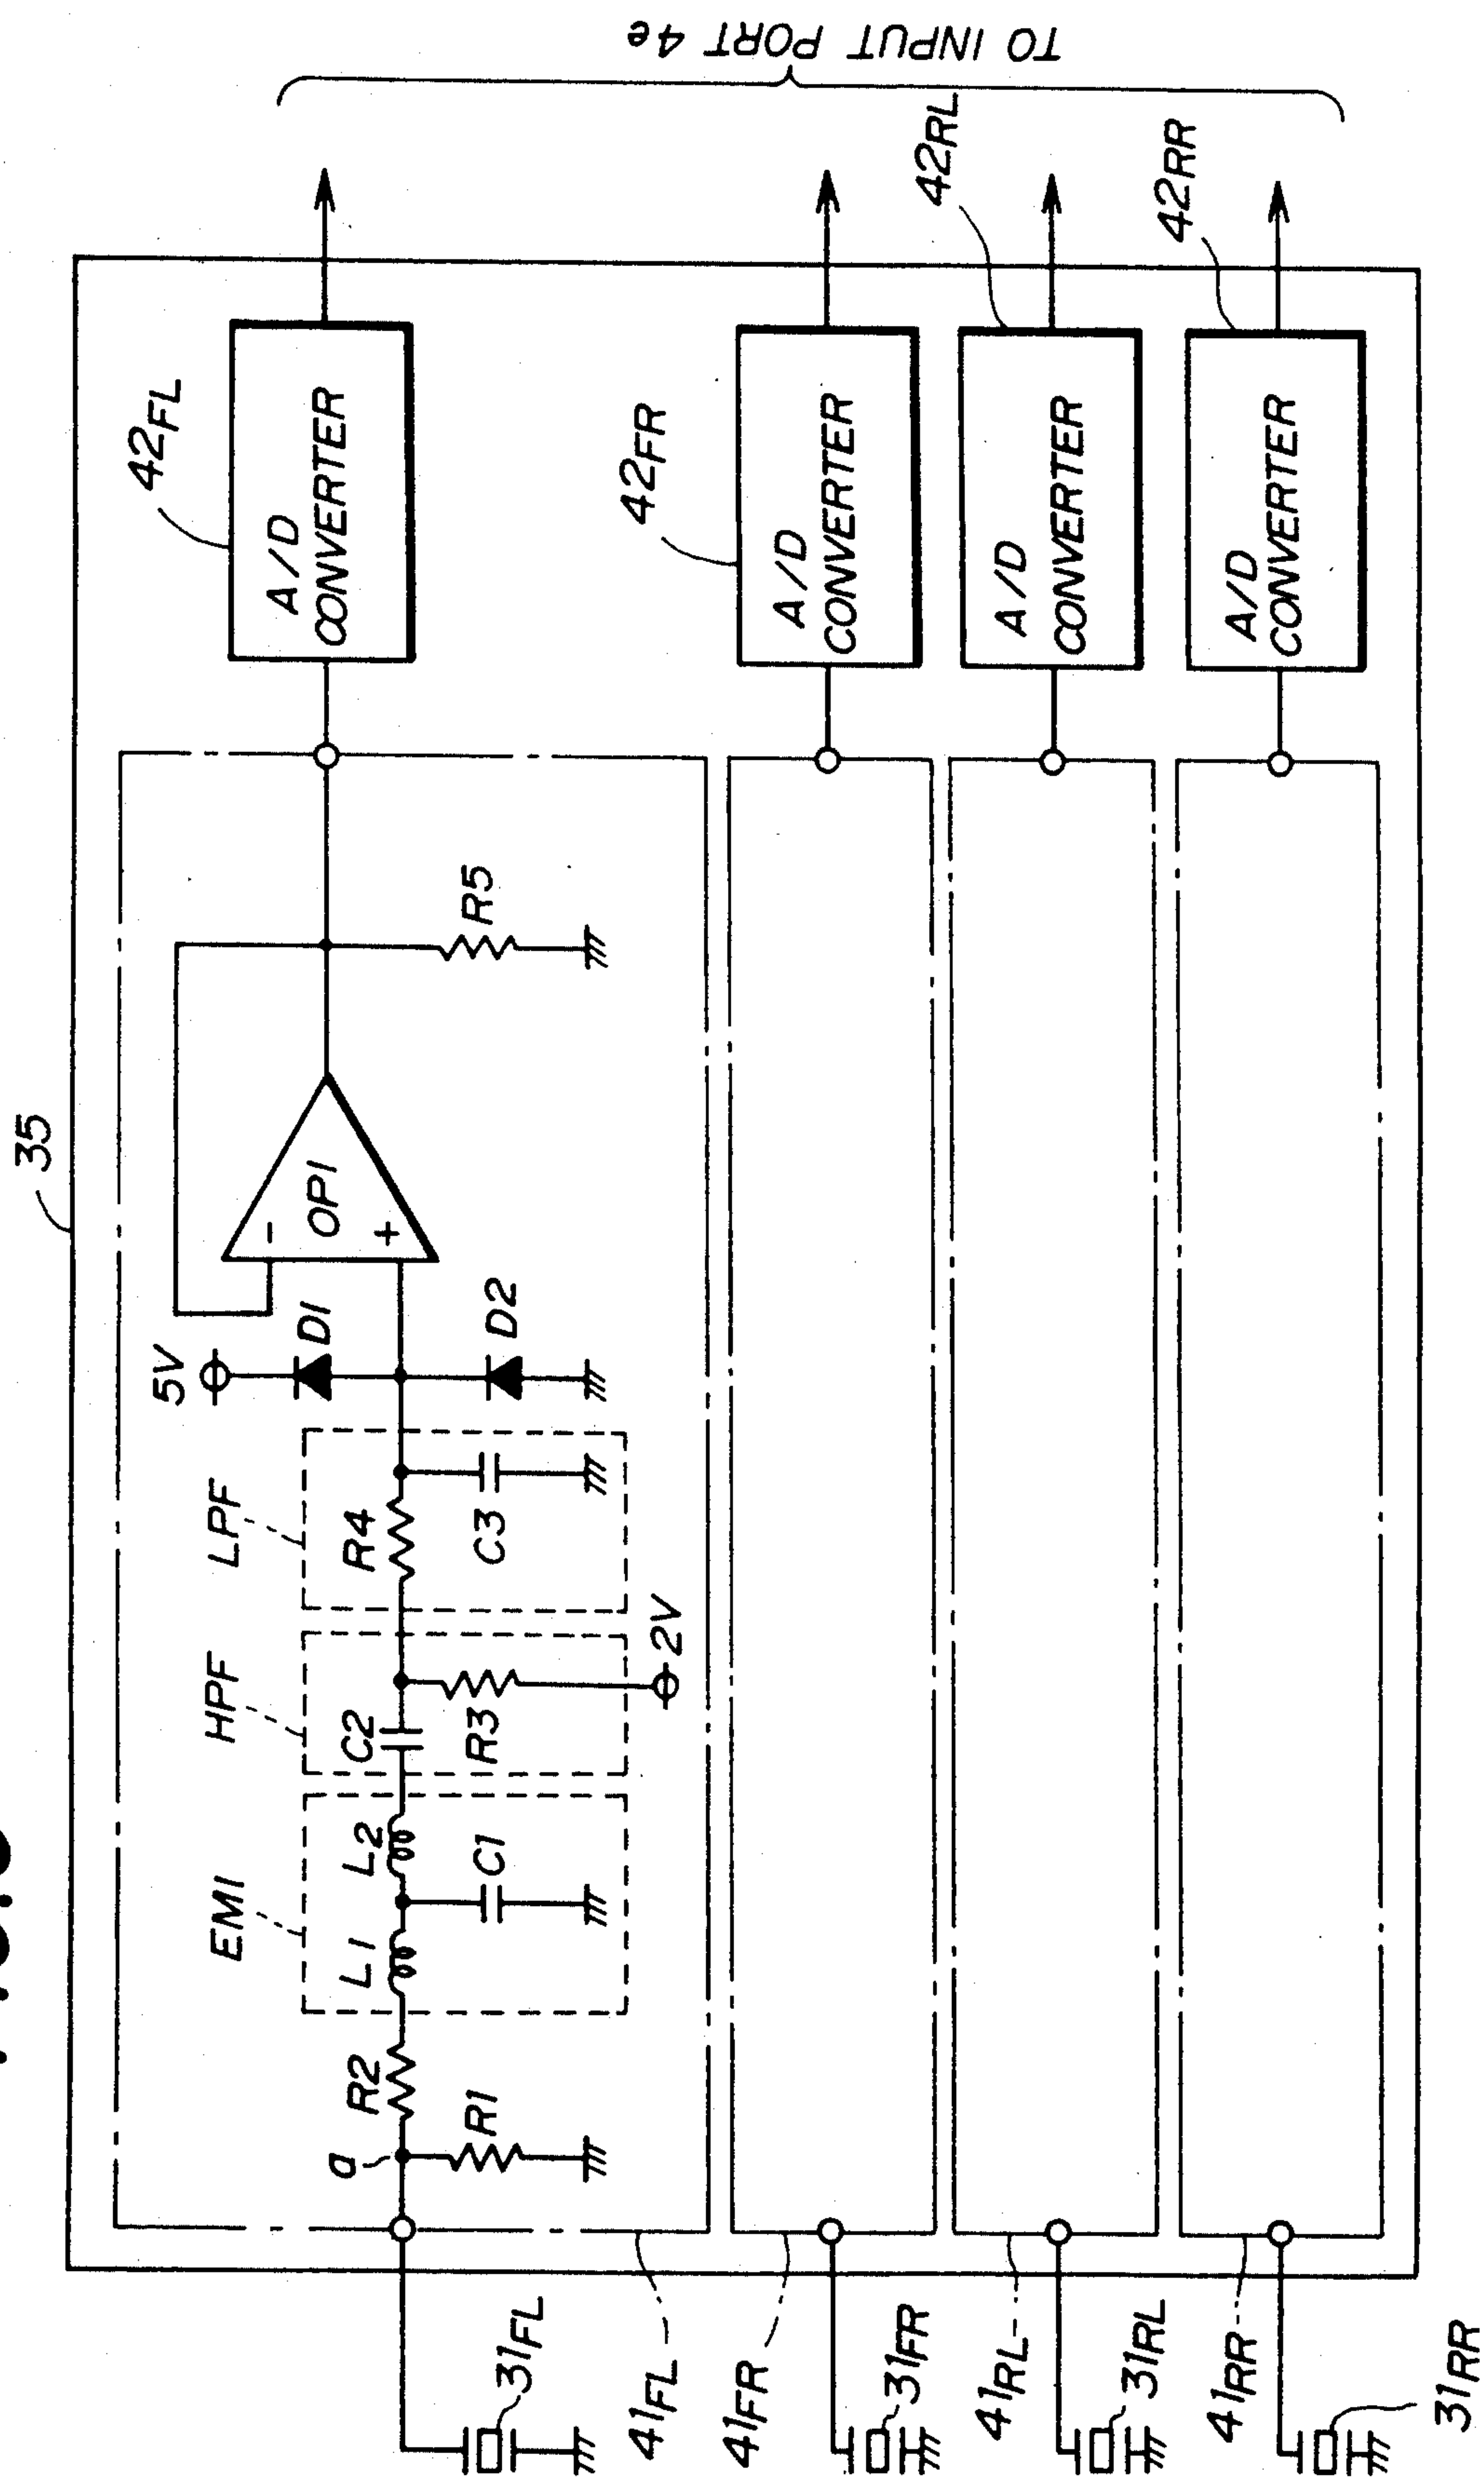 35
42FL
A/D
CONVERTER
TO INPUT PORT 4e
5V
D1
OP1
-
+
R5
EMI
HPF
LPF
a
R2
L1
L2
C2
R4
R1
C1
R3
C3
D2
2V
31FL
41FL
42FR
A/D
CONVERTER
41FR
31FR
42RL
A/D
CONVERTER
41RL
31RL
42RR
A/D
CONVERTER
41RR
31RR